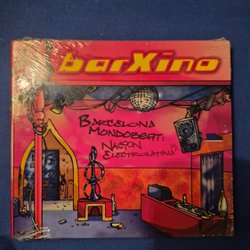 barXino
BARCELONA
MONDOBEAT:
NACION
ELECTROLATINA